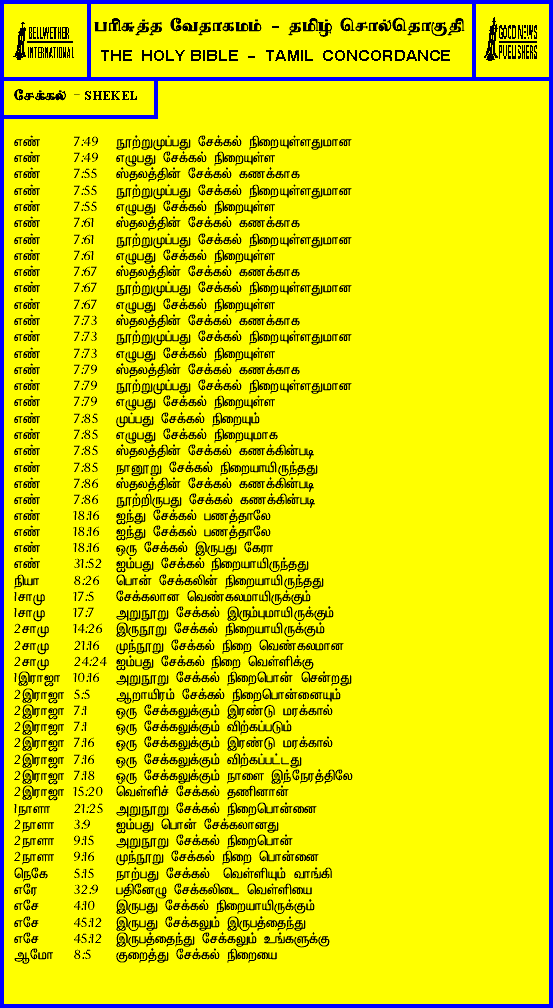 BELLWETHER
INTERNATIONAL
பரிசுத்த வேதாகமம் - தமிழ் சொல்தொகுதி
THE HOLY BIBLE - TAMIL CONCORDANCE
GOOD NEWS
PUBLISHERS
சேக்கல் - SHEKEL
எண் 7:49 நூற்றுமுப்பது சேக்கல் நிறையுள்ளதுமான
எண் 7:49 எழுபது சேக்கல் நிறையுள்ள
எண் 7:55 ஸ்தலத்தின் சேக்கல் கணக்காக
எண் 7:55 நூற்றுமுப்பது சேக்கல் நிறையுள்ளதுமான
எண் 7:55 எழுபது சேக்கல் நிறையுள்ள
எண் 7:61 ஸ்தலத்தின் சேக்கல் கணக்காக
எண் 7:61 நூற்றுமுப்பது சேக்கல் நிறையுள்ளதுமான
எண் 7:61 எழுபது சேக்கல் நிறையுள்ள
எண் 7:67 ஸ்தலத்தின் சேக்கல் கணக்காக
எண் 7:67 நூற்றுமுப்பது சேக்கல் நிறையுள்ளதுமான
எண் 7:67 எழுபது சேக்கல் நிறையுள்ள
எண் 7:73 ஸ்தலத்தின் சேக்கல் கணக்காக
எண் 7:73 நூற்றுமுப்பது சேக்கல் நிறையுள்ளதுமான
எண் 7:73 எழுபது சேக்கல் நிறையுள்ள
எண் 7:79 ஸ்தலத்தின் சேக்கல் கணக்காக
எண் 7:79 நூற்றுமுப்பது சேக்கல் நிறையுள்ளதுமான
எண் 7:79 எழுபது சேக்கல் நிறையுள்ள
எண் 7:85 முப்பது சேக்கல் நிறையும்
எண் 7:85 எழுபது சேக்கல் நிறையுமாக
எண் 7:85 ஸ்தலத்தின் சேக்கல் கணக்கின்படி
எண் 7:85 நானூறு சேக்கல் நிறையாயிருந்தது
எண் 7:86 ஸ்தலத்தின் சேக்கல் கணக்கின்படி
எண் 7:86 நூற்றிருபது சேக்கல் கணக்கின்படி
எண் 18:16 ஐந்து சேக்கல் பணத்தாலே
எண் 18:16 ஐந்து சேக்கல் பணத்தாலே
எண் 18:16 ஒரு சேக்கல் இருபது கேரா
எண் 31:52 ஐம்பது சேக்கல் நிறையாயிருந்தது
நியா 8:26 பொன் சேக்கலின் நிறையாயிருந்தது
1சாமு 17:5 சேக்கலான வெண்கலமாயிருக்கும்
1சாமு 17:7 அறுநூறு சேக்கல் இரும்புமாயிருக்கும்
2சாமு 14:26 இருநூறு சேக்கல் நிறையாயிருக்கும்
2சாமு 21:16 முந்நூறு சேக்கல் நிறை வெண்கலமான
2சாமு 24:24 ஐம்பது சேக்கல் நிறை வெள்ளிக்கு
1இராஜா 10:16 அறுநூறு சேக்கல் நிறைபொன் சென்றது
2இராஜா 5:5 ஆறாயிரம் சேக்கல் நிறைபொன்னையும்
2இராஜா 7:1 ஒரு சேக்கலுக்கும் இரண்டு மரக்கால்
2இராஜா 7:1 ஒரு சேக்கலுக்கும் விற்கப்படும்
2இராஜா 7:16 ஒரு சேக்கலுக்கும் இரண்டு மரக்கால்
2இராஜா 7:16 ஒரு சேக்கலுக்கும் விற்கப்பட்டது
2இராஜா 7:18 ஒரு சேக்கலுக்கும் நாளை இந்நேரத்திலே
2இராஜா 15:20 வெள்ளிச் சேக்கல் தணினான்
1நாளா 21:25 அறுநூறு சேக்கல் நிறைபொன்னை
2நாளா 3:9 ஐம்பது பொன் சேக்கலானது
2நாளா 9:15 அறுநூறு சேக்கல் நிறைபொன்
2நாளா 9:16 முந்நூறு சேக்கல் நிறை பொன்னை
நெகே 5:15 நாற்பது சேக்கல் வெள்ளியும் வாங்கி
எரே 32:9 பதினேழு சேக்கலிடை வெள்ளியை
எசே 4:10 இருபது சேக்கல் நிறையாயிருக்கும்
எசே 45:12 இருபது சேக்கலும் இருபத்தைந்து
எசே 45:12 இருபத்தைந்து சேக்கலும் உங்களுக்கு
ஆமோ 8:5 குறைத்து சேக்கல் நிறையை